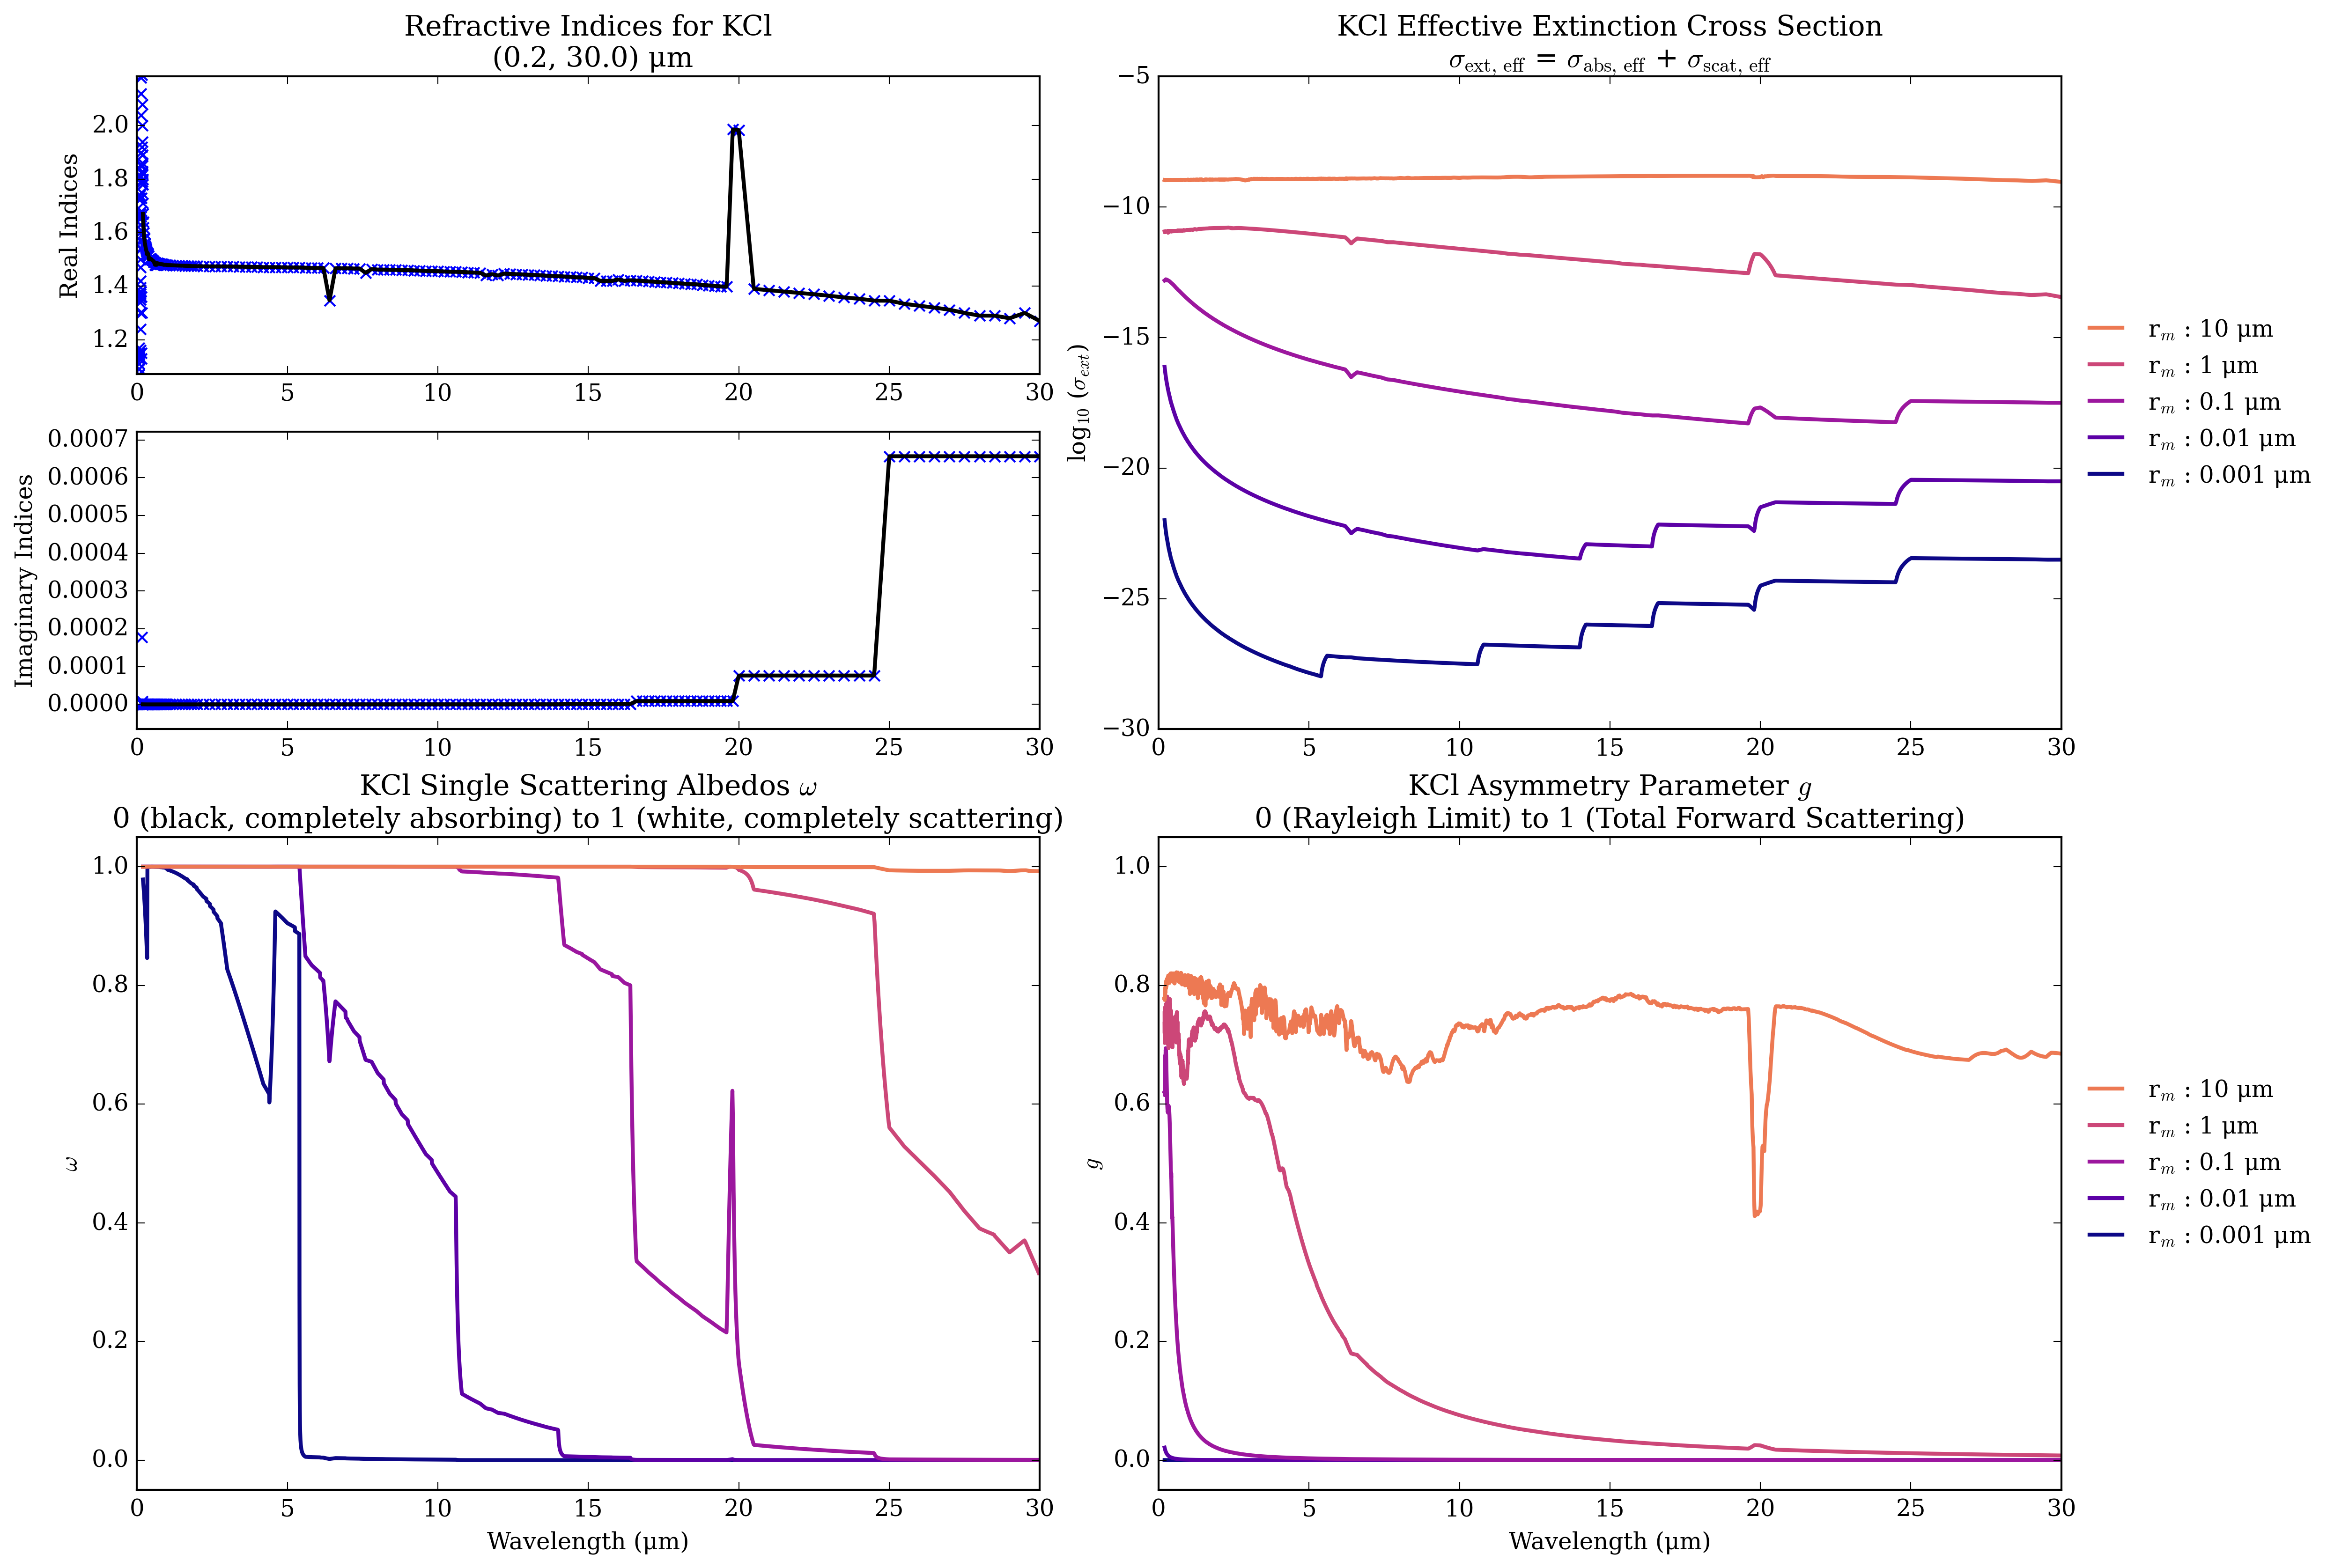 Refractive Indices for KCl
(0.2, 30.0) μm
Real Indices
2.0
1.8
1.6
1.4
1.2
0 5 10 15 20 25 30
Imaginary Indices
0.0007
0.0006
0.0005
0.0004
0.0003
0.0002
0.0001
0.0000
0 5 10 15 20 25 30
KCl Effective Extinction Cross Section
σext, eff = σabs, eff + σscat, eff
log10 (σext)
−5
−10
−15
−20
−25
−30
0 5 10 15 20 25 30
rm : 10 μm
rm : 1 μm
rm : 0.1 μm
rm : 0.01 μm
rm : 0.001 μm
KCl Single Scattering Albedos ω
0 (black, completely absorbing) to 1 (white, completely scattering)
ω
1.0
0.8
0.6
0.4
0.2
0.0
0 5 10 15 20 25 30
Wavelength (μm)
KCl Asymmetry Parameter g
0 (Rayleigh Limit) to 1 (Total Forward Scattering)
g
1.0
0.8
0.6
0.4
0.2
0.0
0 5 10 15 20 25 30
Wavelength (μm)
rm : 10 μm
rm : 1 μm
rm : 0.1 μm
rm : 0.01 μm
rm : 0.001 μm